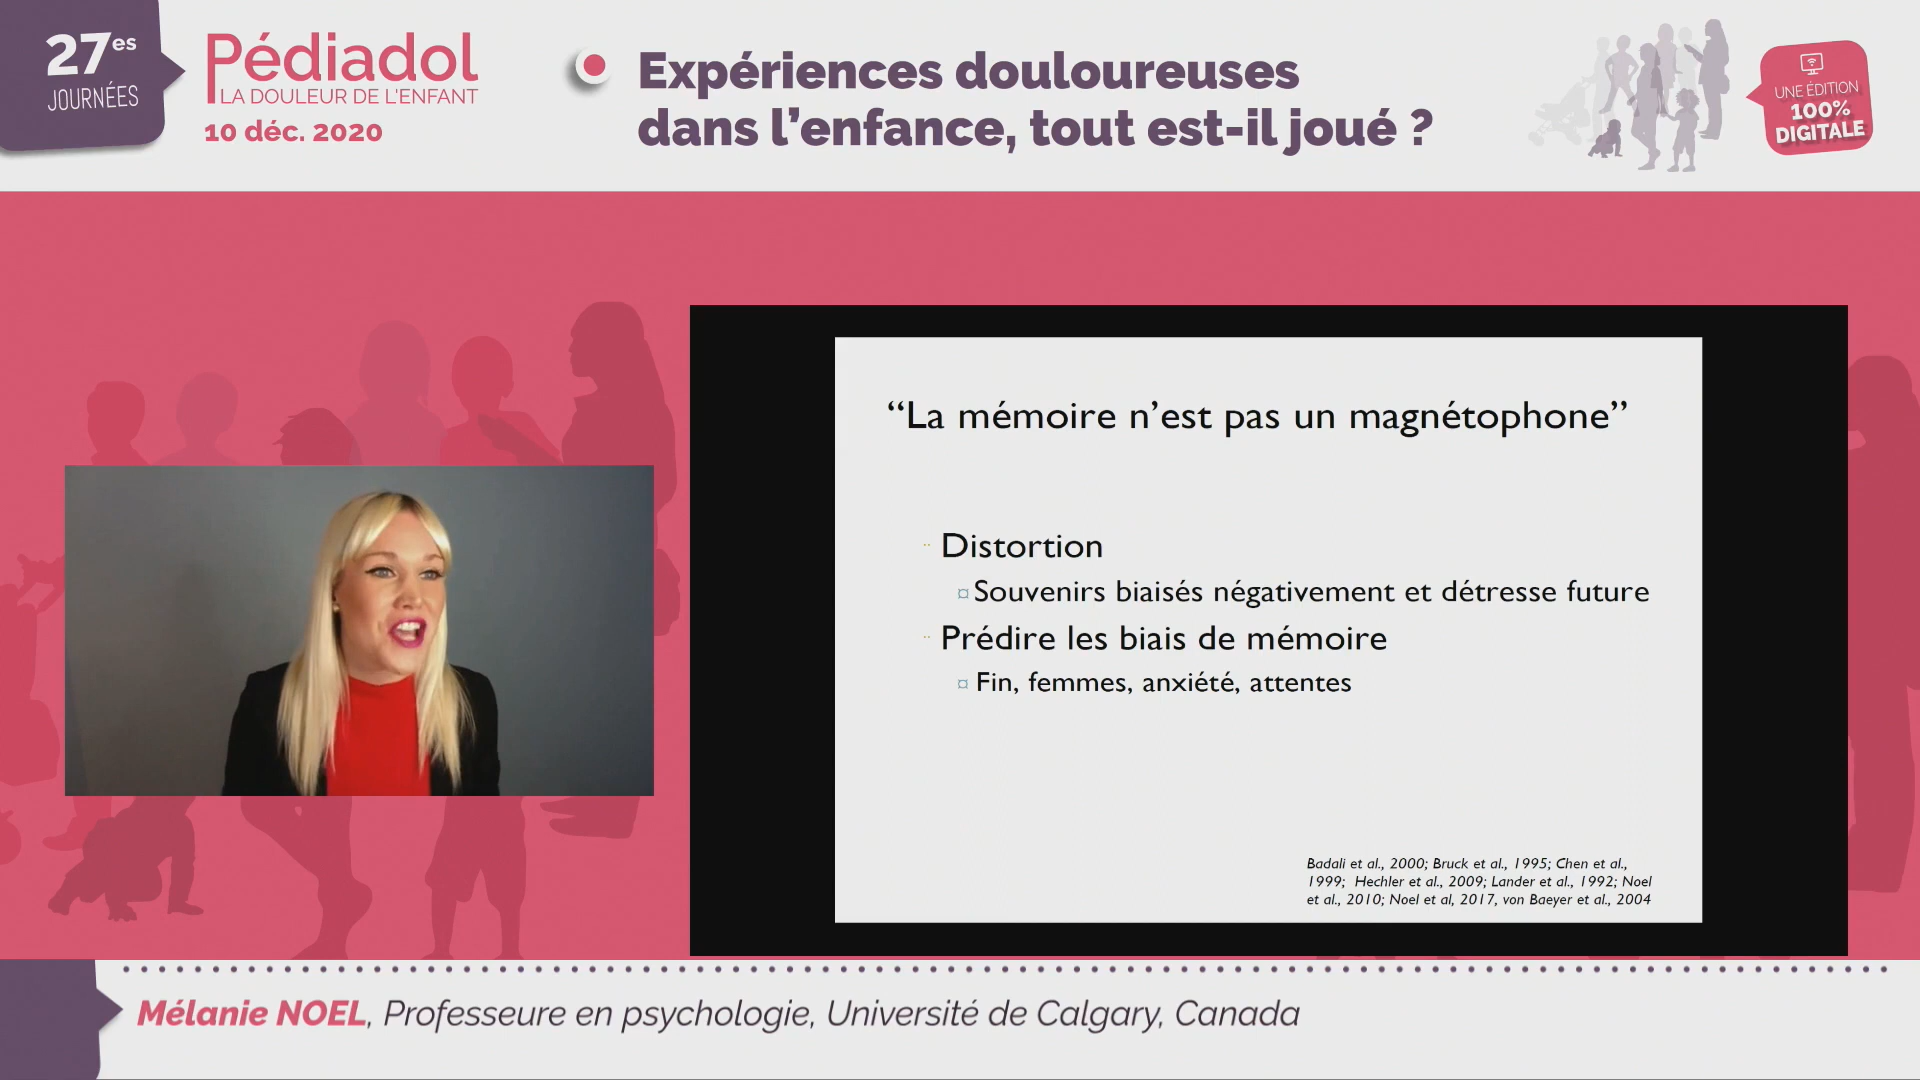 27es
JOURNÉES
Pédiadol
LA DOULEUR DE L'ENFANT
10 déc. 2020
Expériences douloureuses
dans l’enfance, tout est-il joué ?
UNE ÉDITION
100%
DIGITALE
“La mémoire n’est pas un magnétophone”
Distortion
Souvenirs biaisés négativement et détresse future
Prédire les biais de mémoire
Fin, femmes, anxiété, attentes
Badali et al., 2000; Bruck et al., 1995; Chen et al.,
1999; Hechler et al., 2009; Lander et al., 1992; Noel
et al., 2010; Noel et al, 2017, von Baeyer et al., 2004
Mélanie NOEL, Professeure en psychologie, Université de Calgary, Canada